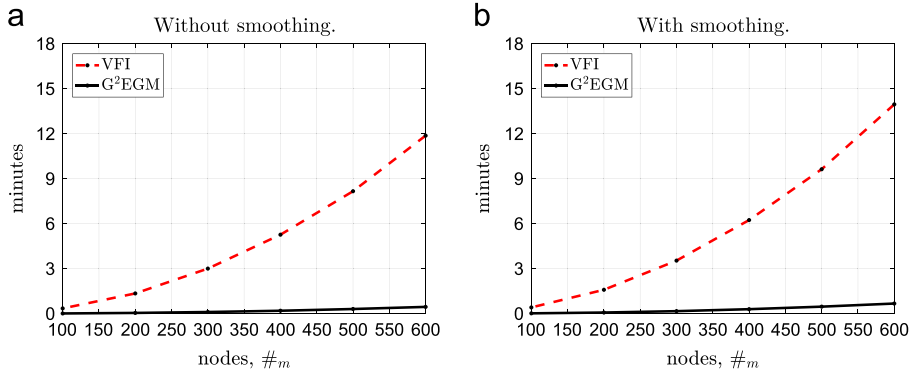 a
Without smoothing.
18
15
12
9
6
3
0
minutes
VFI
G²EGM
100 150 200 250 300 350 400 450 500 550 600
nodes, #ₘ
b
With smoothing.
18
15
12
9
6
3
0
minutes
VFI
G²EGM
100 150 200 250 300 350 400 450 500 550 600
nodes, #ₘ